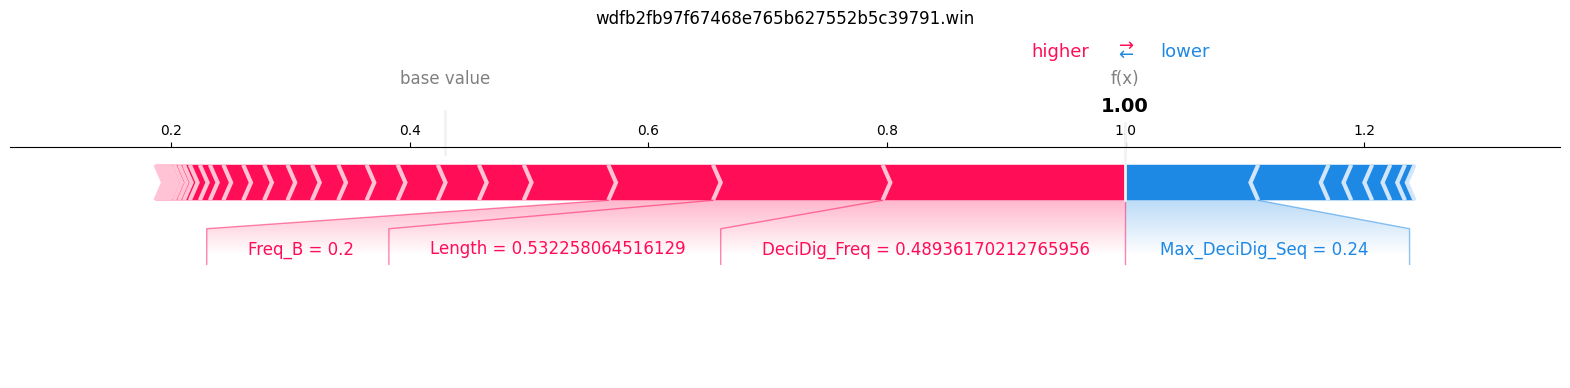 wdfb2fb97f67468e765b627552b5c39791.win
higher → ← lower
base value f(x)
1.00
0.2 0.4 0.6 0.8 1.0 1.2
Freq_B = 0.2 Length = 0.532258064516129 DeciDig_Freq = 0.48936170212765956 Max_DeciDig_Seq = 0.24